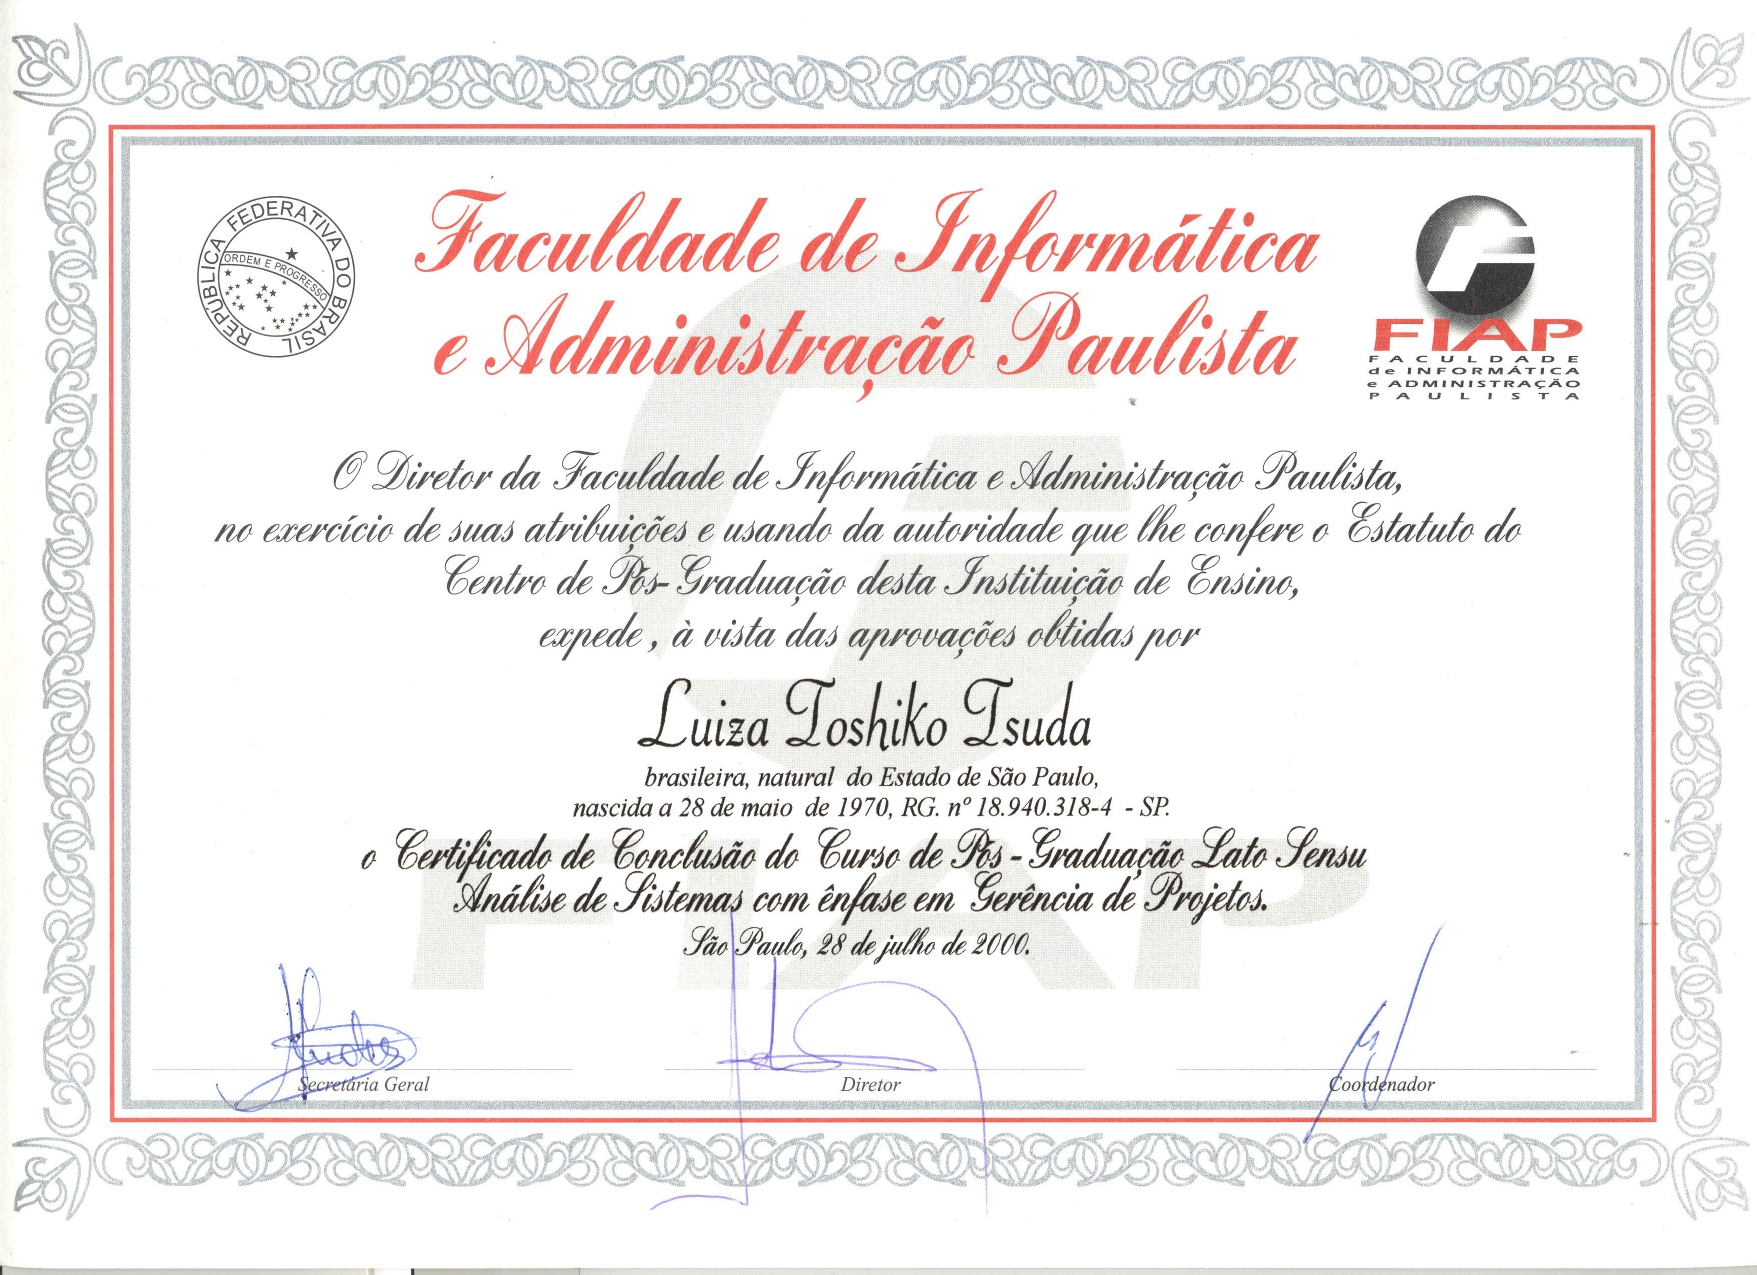 REPÚBLICA FEDERATIVA DO BRASIL
ORDEM E PROGRESSO
Faculdade de Informática
e Administração Paulista
FIAP
FACULDADE
de INFORMÁTICA
e ADMINISTRAÇÃO
PAULISTA
O Diretor da Faculdade de Informática e Administração Paulista,
no exercício de suas atribuições e usando da autoridade que lhe confere o Estatuto do
Centro de Pós-Graduação desta Instituição de Ensino,
expede, à vista das aprovações obtidas por
Luiza Toshiko Tsuda
brasileira, natural do Estado de São Paulo,
nascida a 28 de maio de 1970, RG. nº 18.940.318-4 - SP.
o Certificado de Conclusão do Curso de Pós - Graduação Lato Sensu
Análise de Sistemas com ênfase em Gerência de Projetos.
São Paulo, 28 de julho de 2000.
FIAP
Secretária Geral
Diretor
Coordenador